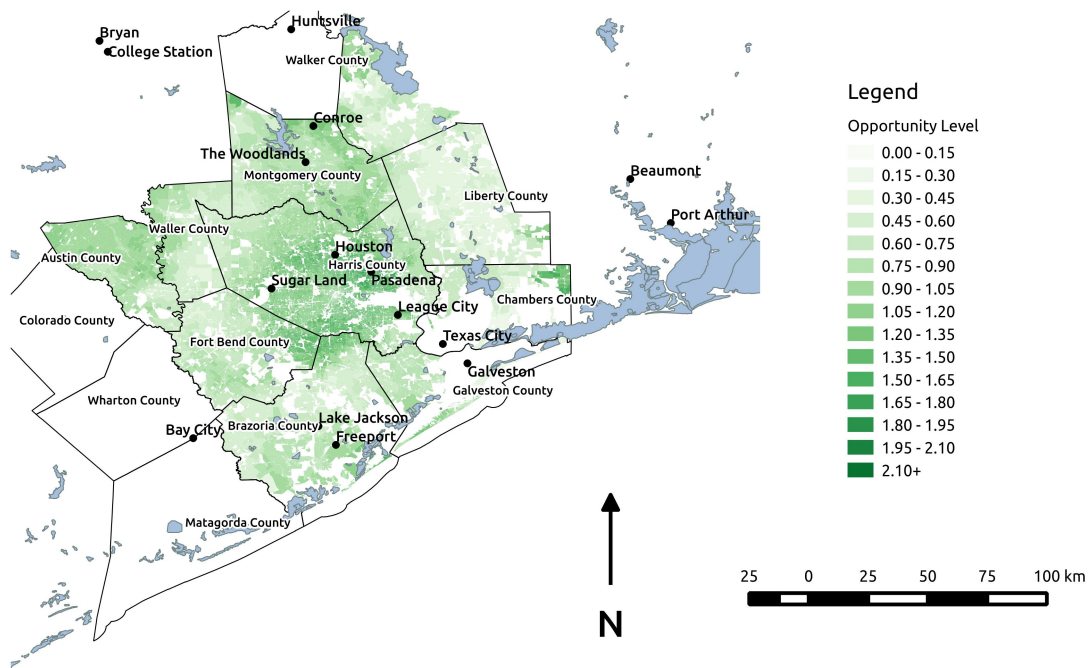 Huntsville
Bryan
College Station
Walker County
Conroe
The Woodlands
Montgomery County
Liberty County
Beaumont
Port Arthur
Waller County
Houston
Harris County
Austin County
Sugar Land
Pasadena
Chambers County
League City
Colorado County
Texas City
Fort Bend County
Galveston
Galveston County
Wharton County
Lake Jackson
Brazoria County
Bay City
Freeport
Matagorda County
Legend
Opportunity Level
0.00 - 0.15
0.15 - 0.30
0.30 - 0.45
0.45 - 0.60
0.60 - 0.75
0.75 - 0.90
0.90 - 1.05
1.05 - 1.20
1.20 - 1.35
1.35 - 1.50
1.50 - 1.65
1.65 - 1.80
1.80 - 1.95
1.95 - 2.10
2.10+
N
25 0 25 50 75 100 km